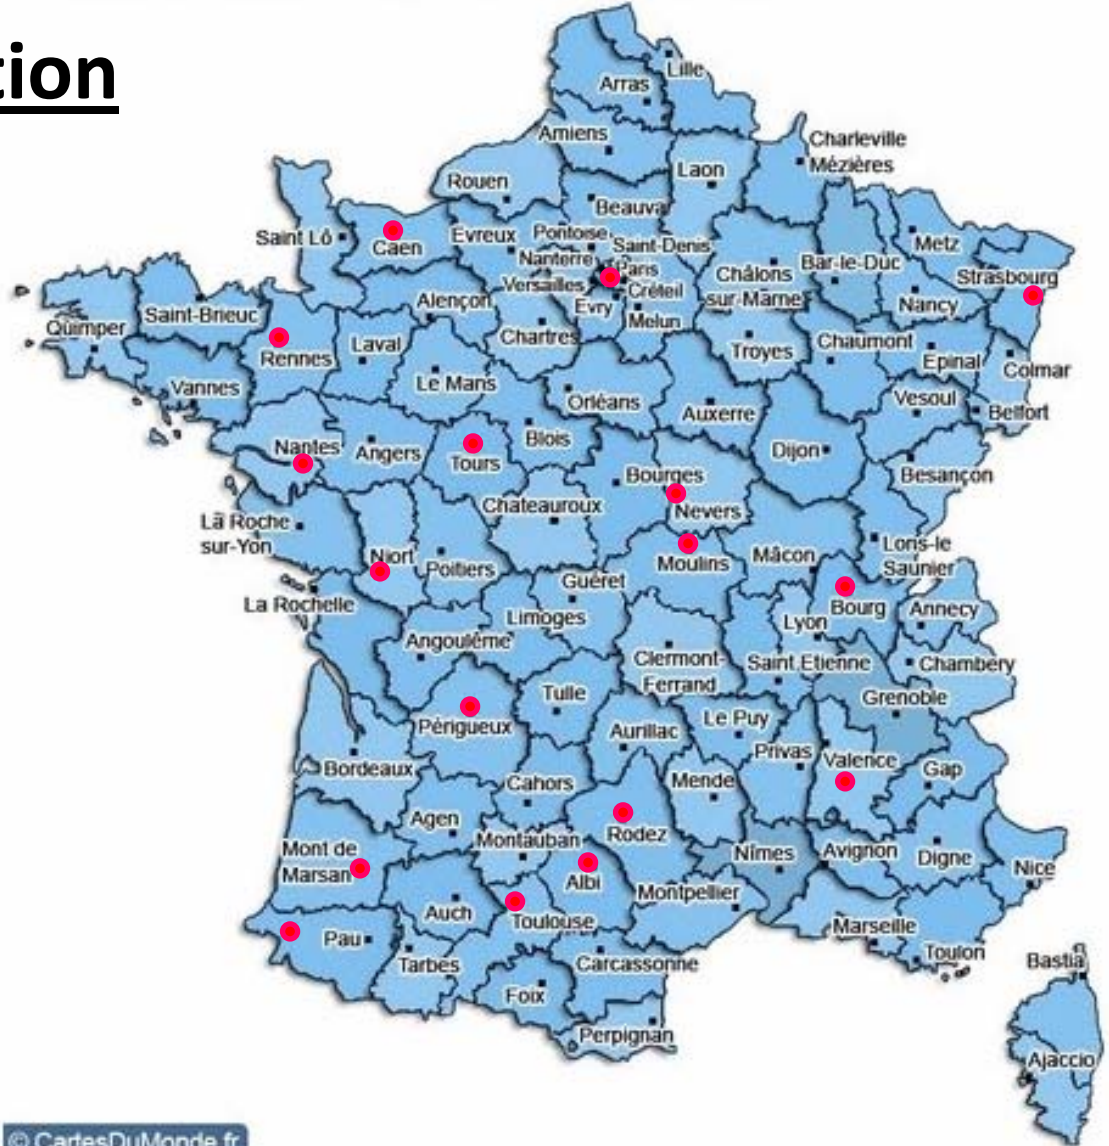 tion
Lille
Arras
Amiens
Charleville
Mézières
Laon
Rouen
Beauva
Saint Lô
Caen
Evreux
Pontoise
Saint-Denis
Metz
Nanterre
Paris
Châlons
sur-Marne
Bar-le-Duc
Strasbourg
Versailles
Créteil
Nancy
Alençon
Evry
Melun
Saint-Brieuc
Quimper
Rennes
Laval
Chartres
Troyes
Chaumont
Epinal
Colmar
Vannes
Le Mans
Orléans
Auxerre
Vesoul
Belfort
Nantes
Angers
Tours
Blois
Dijon
Besançon
Bourges
Nevers
Chateauroux
La Roche
sur-Yon
Niort
Poitiers
Moulins
Mâcon
Lons-le
Saunier
Guéret
La Rochelle
Limoges
Lyon
Bourg
Annecy
Angoulême
Clermont-
Ferrand
Saint Etienne
Chambéry
Tulle
Grenoble
Périgueux
Aurillac
Le Puy
Privas
Valence
Bordeaux
Cahors
Mende
Gap
Agen
Montauban
Rodez
Mont de
Marsan
Albi
Nîmes
Avignon
Digne
Nice
Auch
Toulouse
Montpellier
Pau
Tarbes
Carcassonne
Marseille
Toulon
Bastia
Foix
Perpignan
Ajaccio
© CartesDuMonde.fr